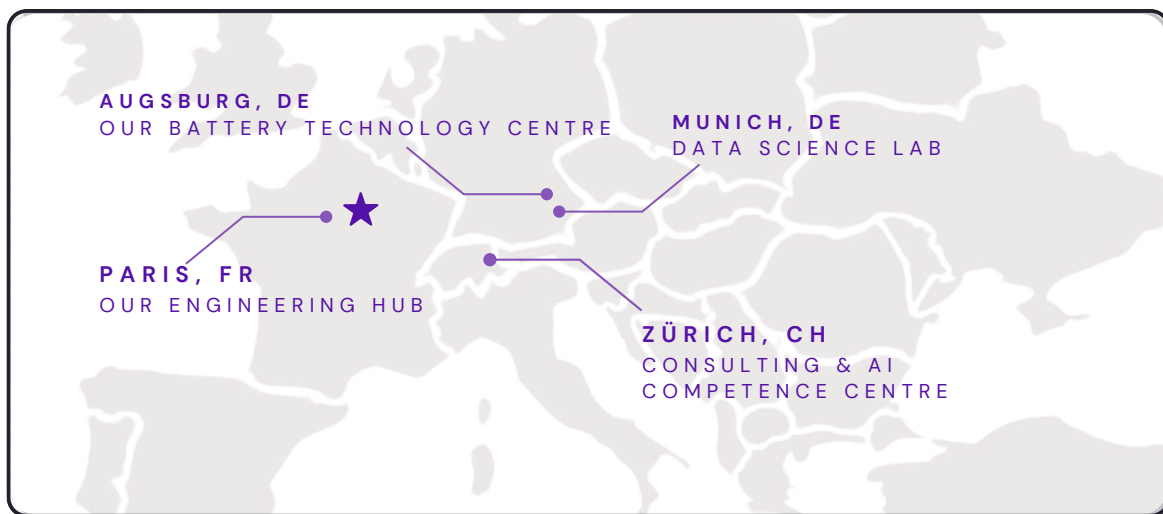 AUGSBURG, DE
OUR BATTERY TECHNOLOGY CENTRE
MUNICH, DE
DATA SCIENCE LAB
PARIS, FR
OUR ENGINEERING HUB
ZÜRICH, CH
CONSULTING & AI
COMPETENCE CENTRE